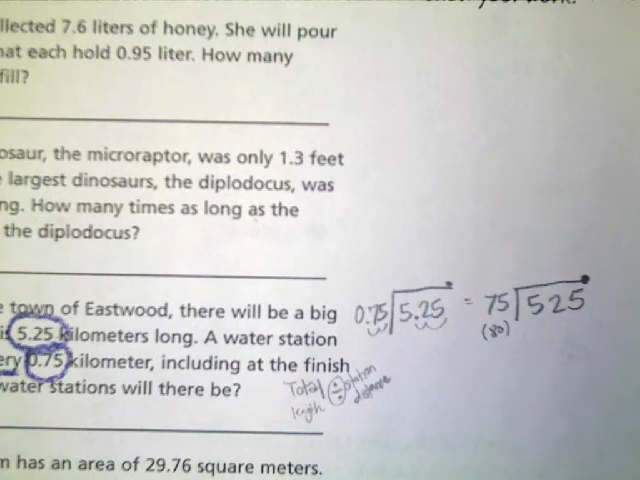 llected 7.6 liters of honey. She will pour
hat each hold 0.95 liter. How many
fill?
osaur, the microraptor, was only 1.3 feet
e largest dinosaurs, the diplodocus, was
ng. How many times as long as the
the diplodocus?
e town of Eastwood, there will be a big
is 5.25 kilometers long. A water station
ery 0.75 kilometer, including at the finish
water stations will there be?
0.75 5.25 = 75 525
(80)
Total ÷ station
length distance
m has an area of 29.76 square meters.